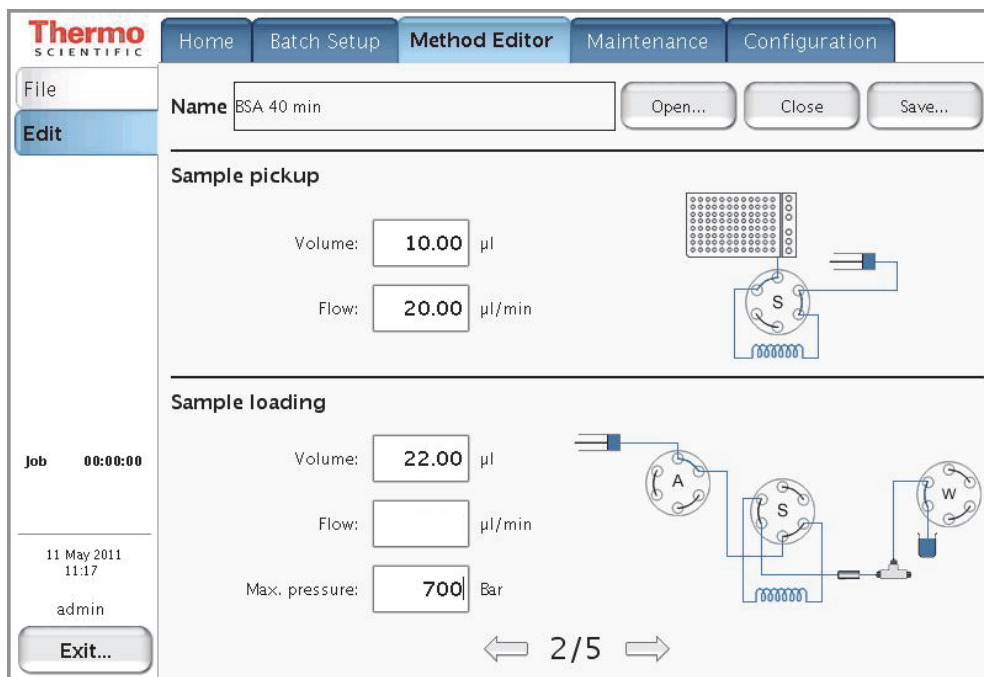 Thermo
SCIENTIFIC
Home Batch Setup Method Editor Maintenance Configuration
File
Edit
Name BSA 40 min Open... Close Save...
Sample pickup
Volume: 10.00 µl
Flow: 20.00 µl/min
S
Sample loading
Volume: 22.00 µl
Flow: µl/min
Max. pressure: 700 Bar
A
S
W
Job 00:00:00
11 May 2011
11:17
admin
Exit...
2/5